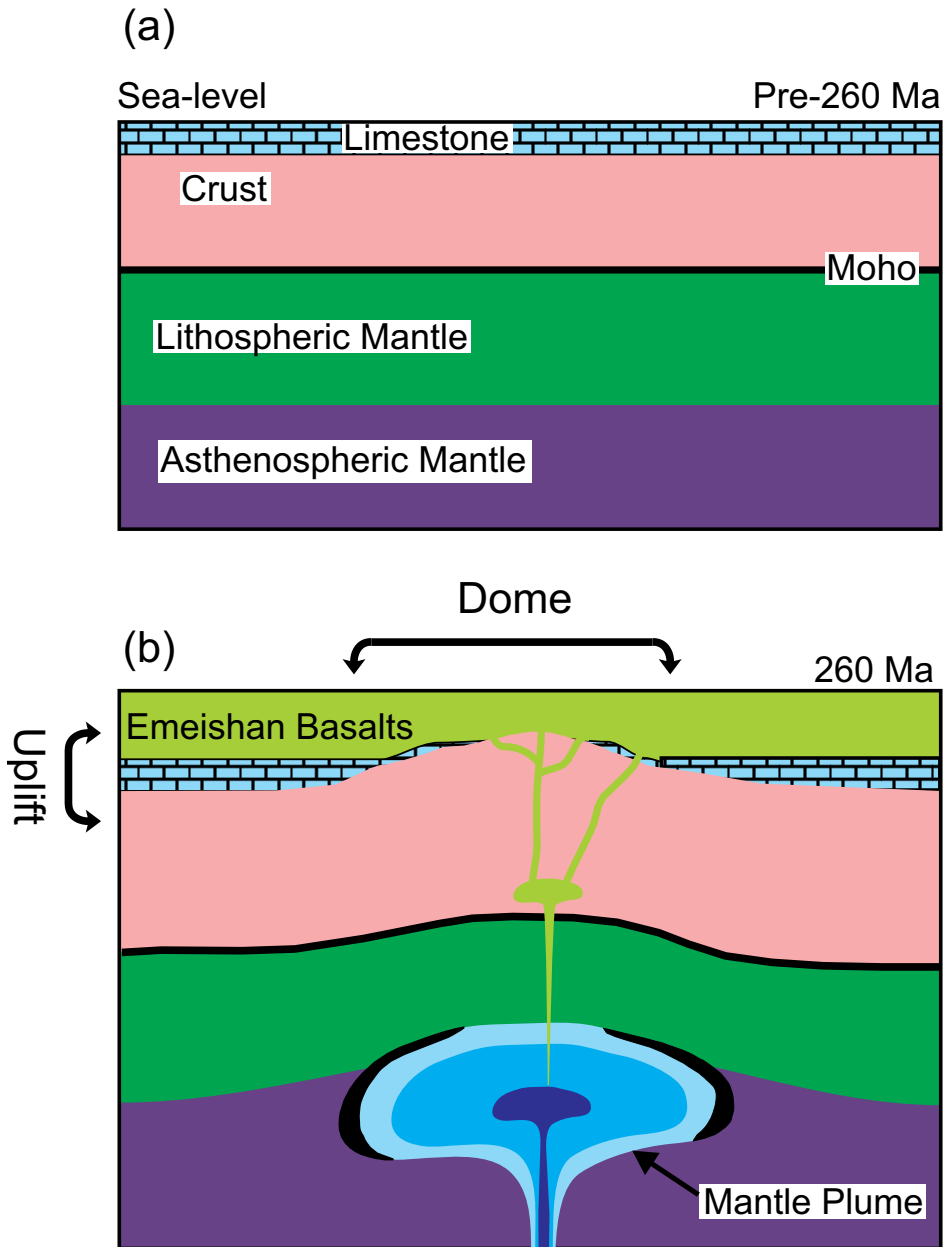 (a)
Sea-level
Pre-260 Ma
Limestone
Crust
Moho
Lithospheric Mantle
Asthenospheric Mantle
Dome
(b)
260 Ma
Emeishan Basalts
Uplift
Mantle Plume